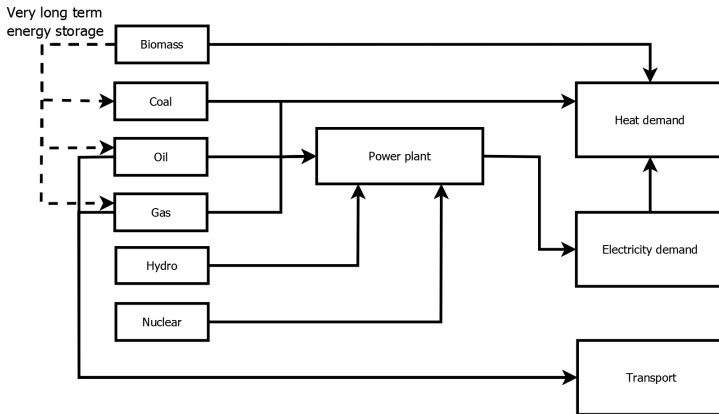 Very long term
energy storage
Biomass
Coal
Heat demand
Oil
Power plant
Gas
Hydro
Electricity demand
Nuclear
Transport